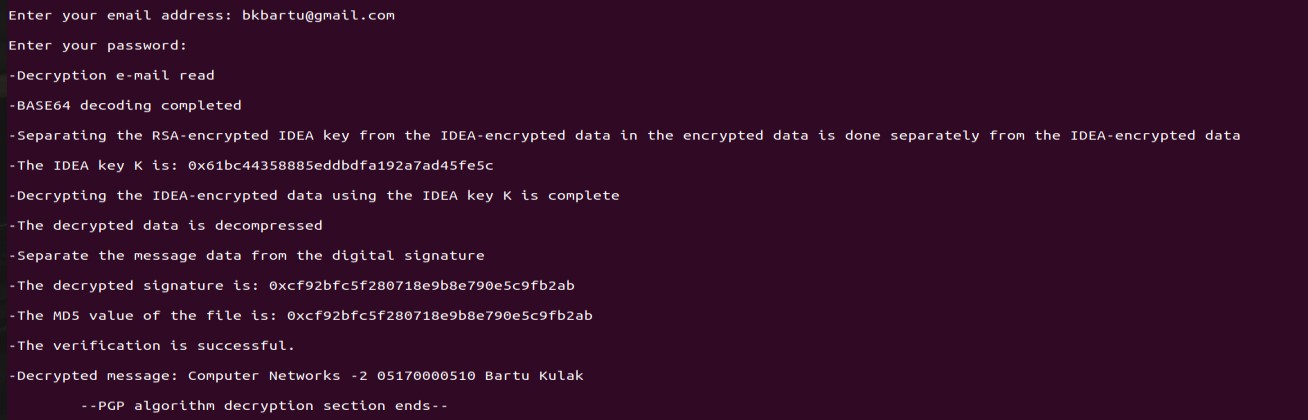 Enter your email address: bkbartu@gmail.com
Enter your password:
-Decryption e-mail read
-BASE64 decoding completed
-Separating the RSA-encrypted IDEA key from the IDEA-encrypted data in the encrypted data is done separately from the IDEA-encrypted data
-The IDEA key K is: 0x61bc44358885eddbdfa192a7ad45fe5c
-Decrypting the IDEA-encrypted data using the IDEA key K is complete
-The decrypted data is decompressed
-Separate the message data from the digital signature
-The decrypted signature is: 0xcf92bfc5f280718e9b8e790e5c9fb2ab
-The MD5 value of the file is: 0xcf92bfc5f280718e9b8e790e5c9fb2ab
-The verification is successful.
-Decrypted message: Computer Networks -2 05170000510 Bartu Kulak
--PGP algorithm decryption section ends--